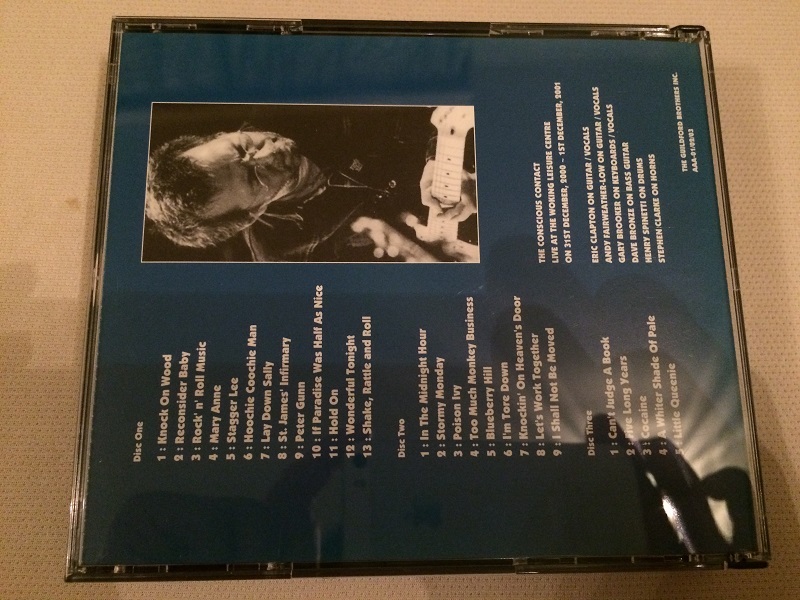 Disc One
1 : Knock On Wood
2 : Reconsider Baby
3 : Rock' n' Roll Music
4 : Mary Anne
5 : Stagger Lee
6 : Hoochie Coochie Man
7 : Lay Down Sally
8 : St. James' Infirmary
9 : Peter Gunn
10 : If Paradise Was Half As Nice
11 : Hold On
12 : Wonderful Tonight
13 : Shake, Rattle and Roll
Disc Two
1 : In The Midnight Hour
2 : Stormy Monday
3 : Poison Ivy
4 : Too Much Monkey Business
5 : Blueberry Hill
6 : I'm Tore Down
7 : Knockin' On Heaven's Door
8 : Let's Work Together
9 : I Shall Not Be Moved
Disc Three
1 : Can't Judge A Book
2 : Five Long Years
3 : Cocaine
4 : A Whiter Shade Of Pale
5 : Little Queenie
THE CONSCIOUS CONTACT
LIVE AT THE WOKING LEISURE CENTRE
ON 31ST DECEMBER, 2000 - 1ST DECEMBER, 2001
ERIC CLAPTON ON GUITAR / VOCALS
ANDY FAIRWEATHER-LOW ON GUITAR / VOCALS
GARY BROOKER ON KEYBOARDS / VOCALS
DAVE BRONZE ON BASS GUITAR
HENRY SPINETTI ON DRUMS
STEPHEN CLARKE ON HORNS
THE GUILDFORD BROTHERS INC.
AAA-01/02/03